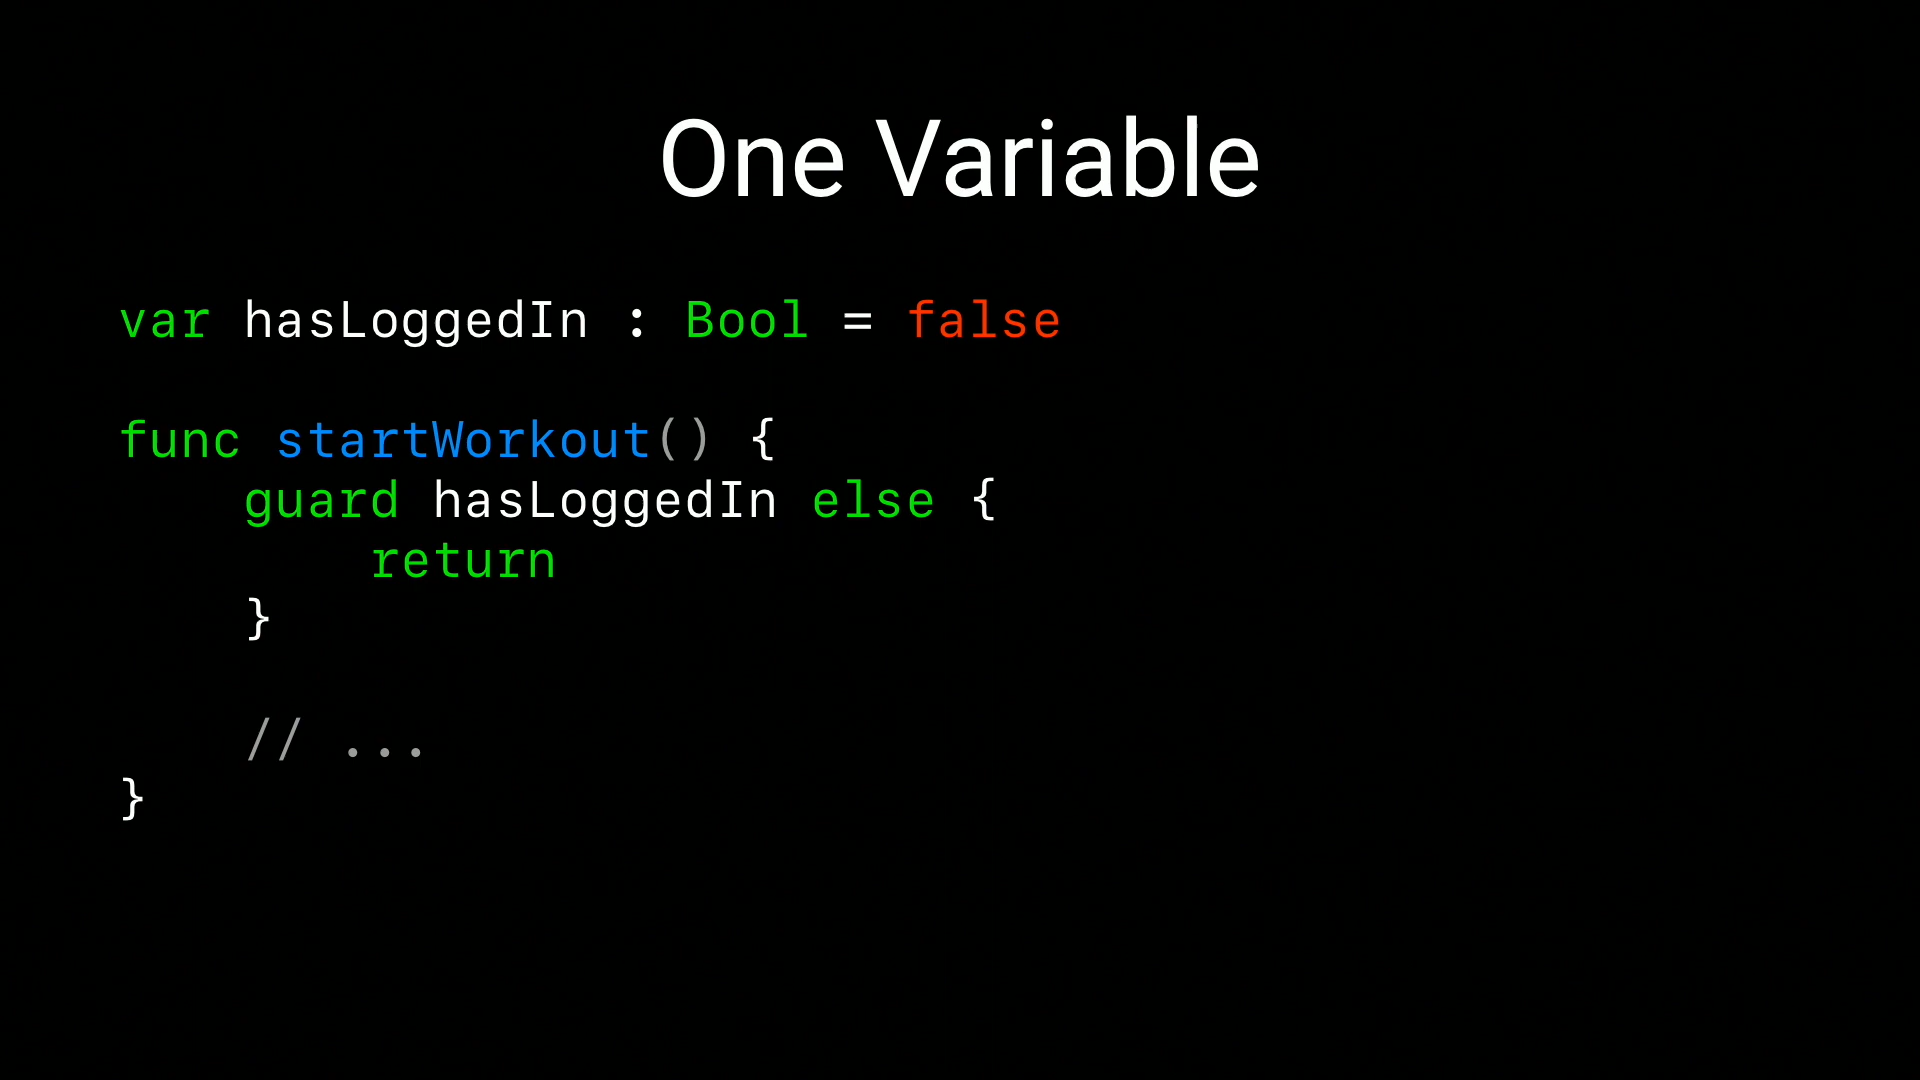 One Variable
var hasLoggedIn : Bool = false
func startWorkout() {
    guard hasLoggedIn else {
        return
    }
    // ...
}